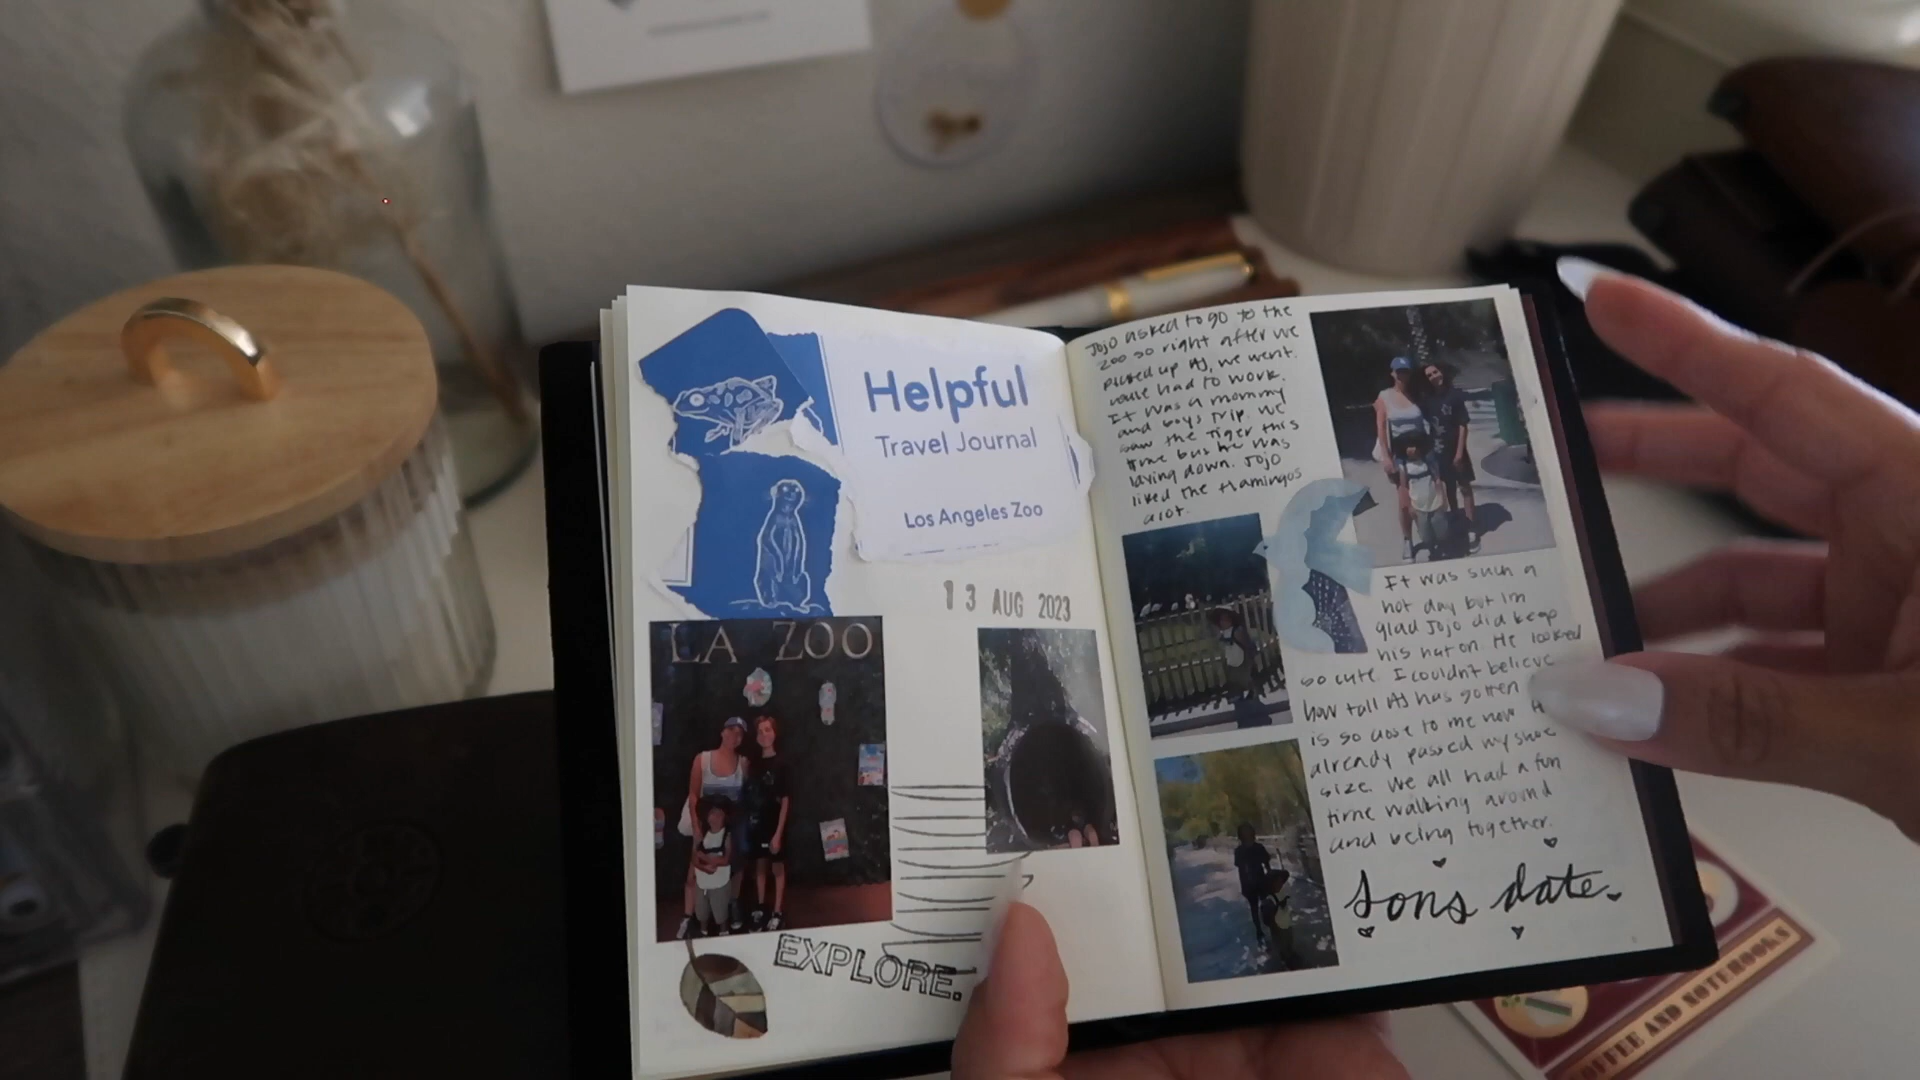 Helpful
Travel Journal
Los Angeles Zoo
13 AUG 2023
LA ZOO
EXPLORE.
Jojo asked to go to the
zoo so right after we
picked up AJ, we went.
had to work.
It was a mommy
and boys trip. We
saw the tiger this
time but he was
laying down. Jojo
liked the flamingos
alot.
It was such a
hot day but im
glad Jojo did keep
his hat on. He looked
so cute. I couldn't believe
how tall AJ has gotten
is so close to me now
already passed my shoe
size. We all had a fun
time walking around
and being together.
sons date.
COFFEE AND NOTEBOOKS